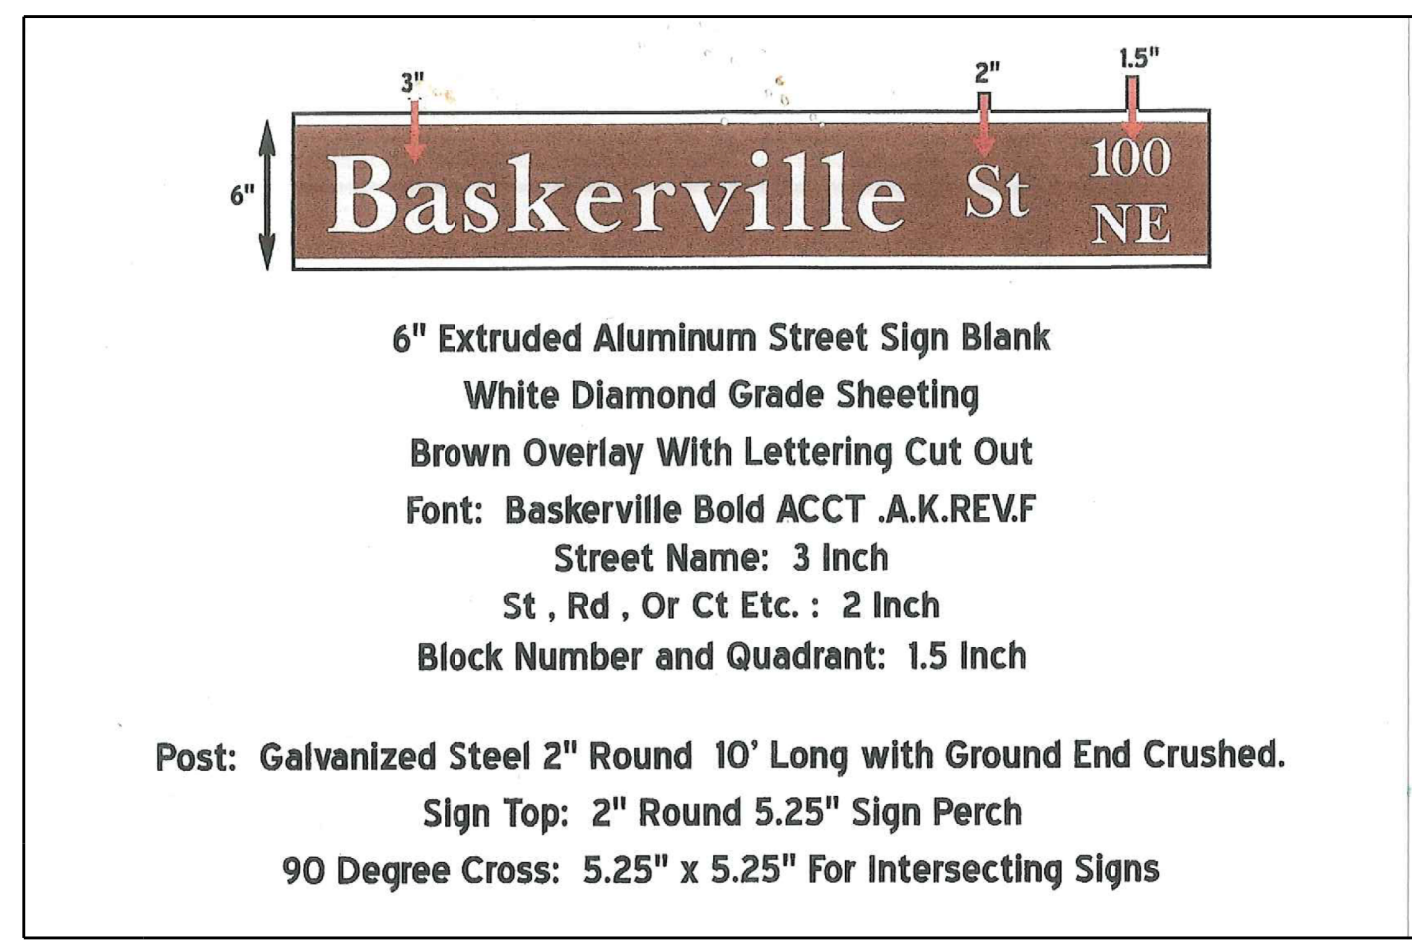 3" 2" 1.5"
6"
Baskerville St 100
NE
6" Extruded Aluminum Street Sign Blank
White Diamond Grade Sheeting
Brown Overlay With Lettering Cut Out
Font: Baskerville Bold ACCT .A.K.REV.F
Street Name: 3 Inch
St , Rd , Or Ct Etc. : 2 Inch
Block Number and Quadrant: 1.5 Inch
Post: Galvanized Steel 2" Round 10' Long with Ground End Crushed.
Sign Top: 2" Round 5.25" Sign Perch
90 Degree Cross: 5.25" x 5.25" For Intersecting Signs